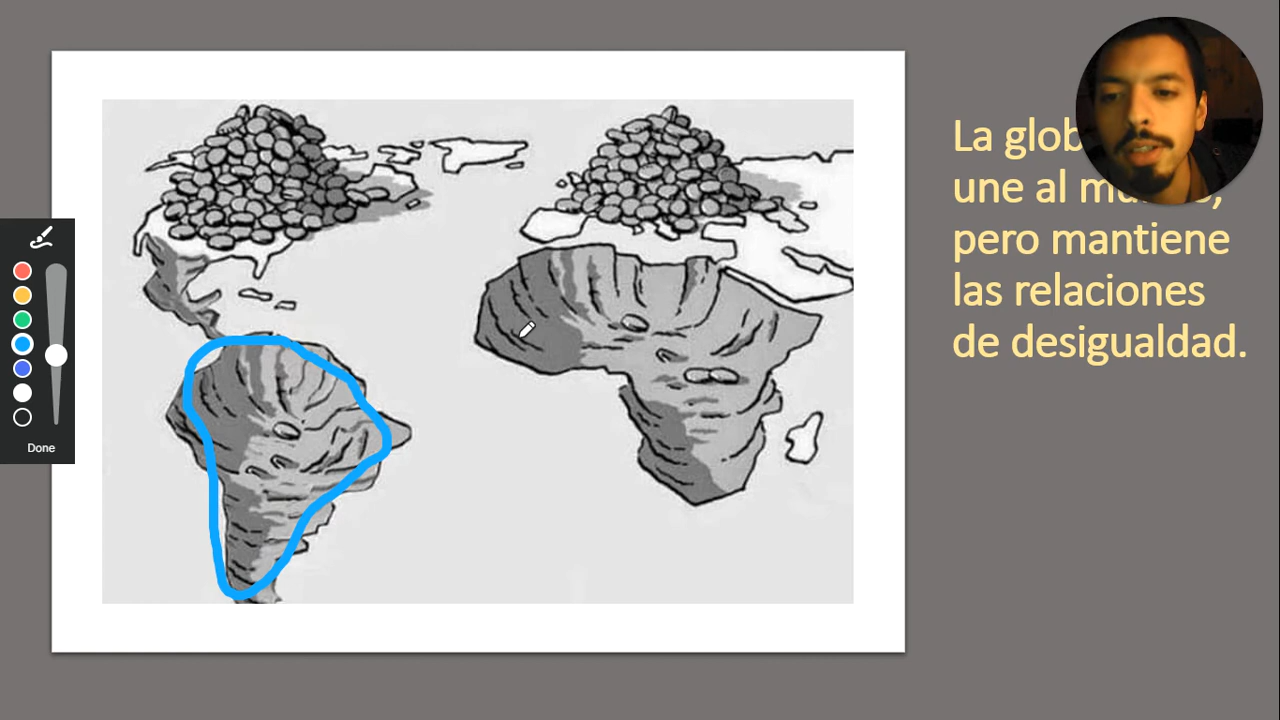 La glob
une al
pero mantiene
las relaciones
de desigualdad.
Done